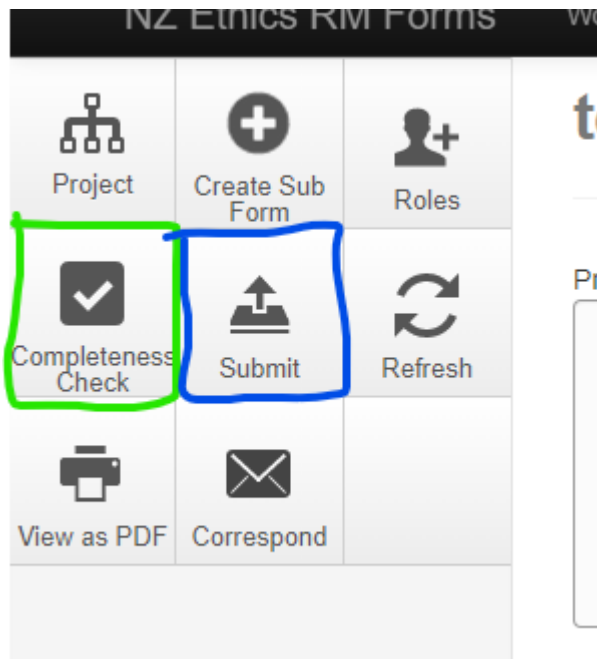 NZ Ethics RM Forms
Project
Create Sub
Form
Roles
Completeness
Check
Submit
Refresh
View as PDF
Correspond